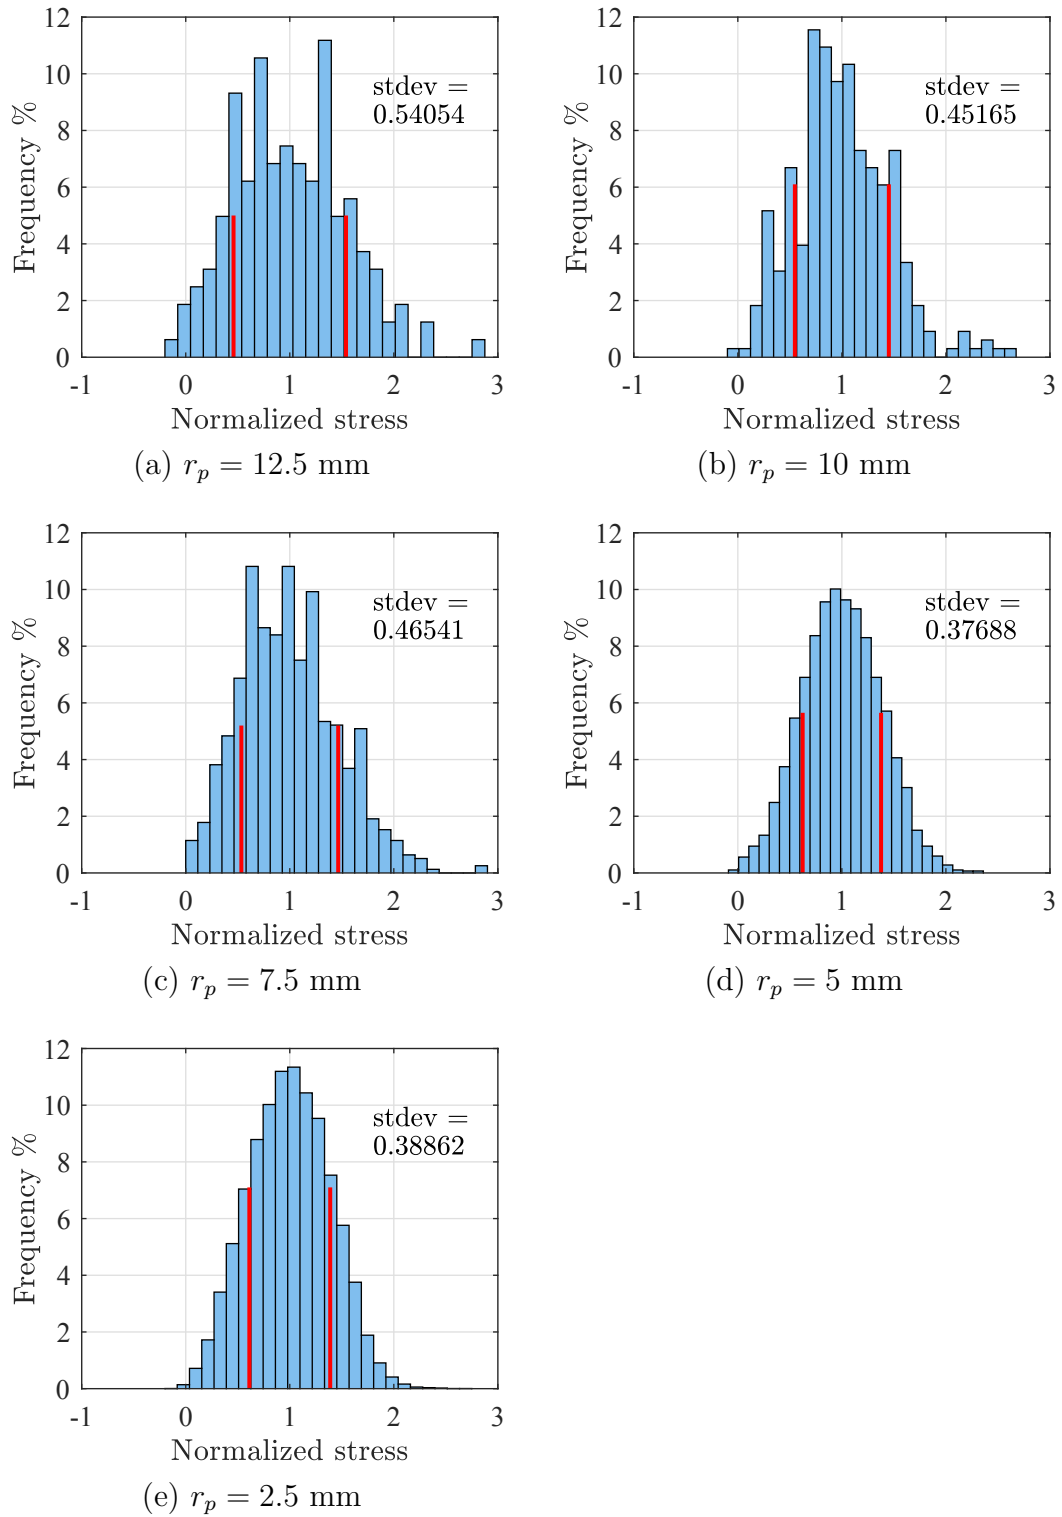 12
10
8
6
4
2
0
Frequency %
stdev =
0.54054
-1 0 1 2 3
Normalized stress
(a) r_p = 12.5 mm
12
10
8
6
4
2
0
Frequency %
stdev =
0.45165
-1 0 1 2 3
Normalized stress
(b) r_p = 10 mm
12
10
8
6
4
2
0
Frequency %
stdev =
0.46541
-1 0 1 2 3
Normalized stress
(c) r_p = 7.5 mm
12
10
8
6
4
2
0
Frequency %
stdev =
0.37688
-1 0 1 2 3
Normalized stress
(d) r_p = 5 mm
12
10
8
6
4
2
0
Frequency %
stdev =
0.38862
-1 0 1 2 3
Normalized stress
(e) r_p = 2.5 mm